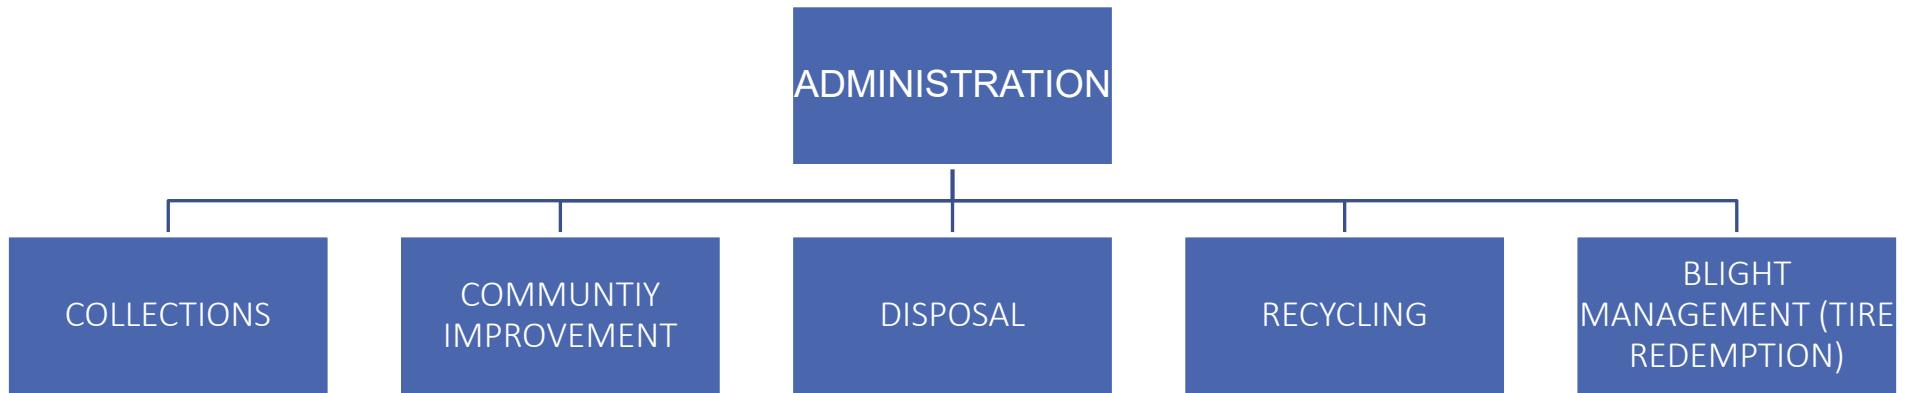 ADMINISTRATION
COLLECTIONS
COMMUNTIY
IMPROVEMENT
DISPOSAL
RECYCLING
BLIGHT
MANAGEMENT (TIRE
REDEMPTION)